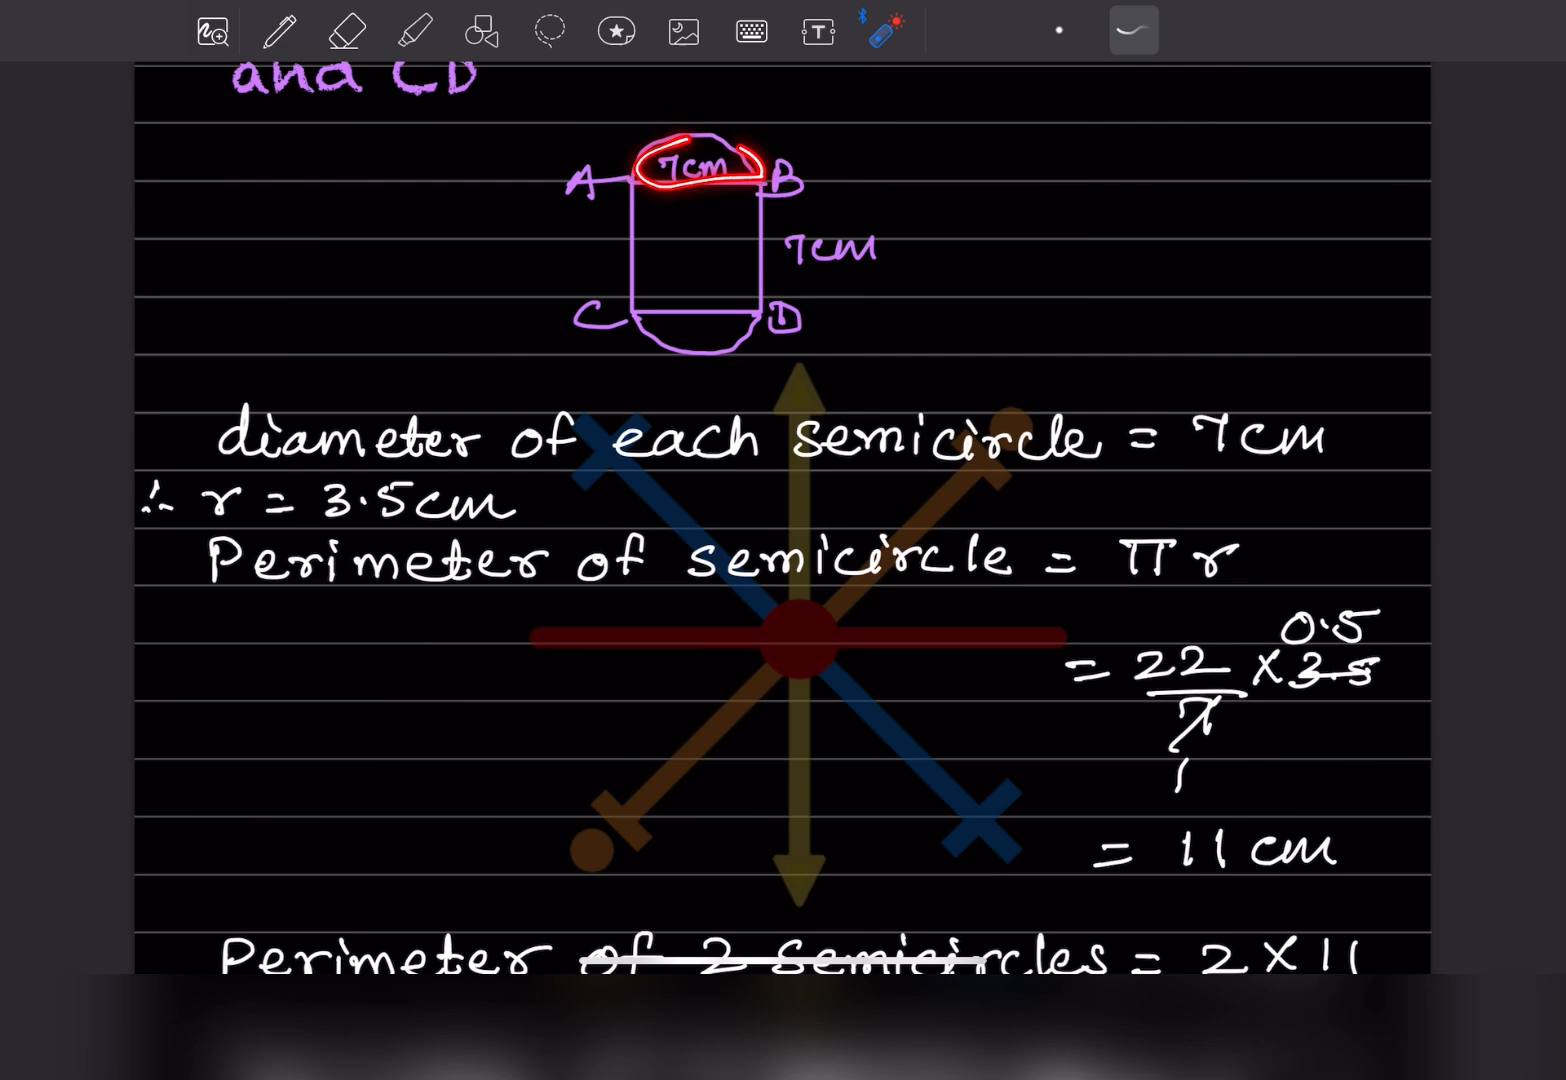 and CD
7cm
A B
7cm
C D
diameter of each semicircle = 7cm
∴ r = 3.5cm
Perimeter of semicircle = π r
0.5
= 22 × 3.5
7
1
= 11 cm
Perimeter of 2 semicircles = 2 × 11